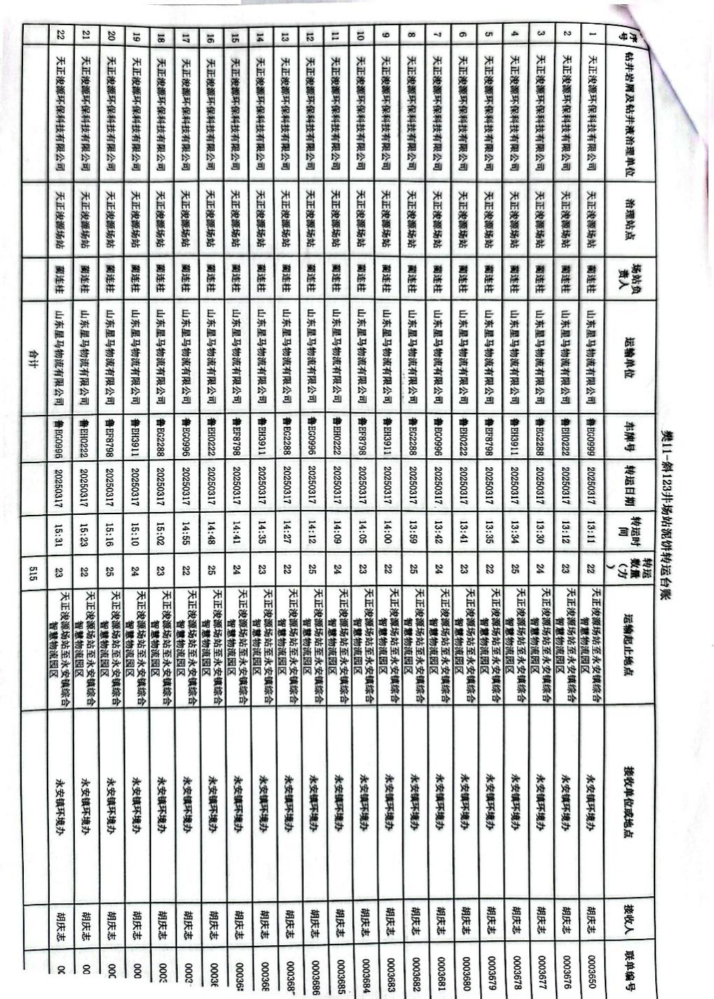 樊11-斜123井场站泥饼转运台账
序号 钻井岩屑及钻井液治理单位 治理站点 场站负责人 运输单位 车牌号 转运日期 转运时间 转运数量（方） 运输起止地点 接收单位或地点 接收人 联单编号
1 天正浚源环保科技有限公司 天正浚源场站 蔺连柱 山东星马物流有限公司 鲁EG0999 20250317 13:11 22 天正浚源场站至永安镇综合智慧物流园区 永安镇环境办 胡庆志 0003650
2 天正浚源环保科技有限公司 天正浚源场站 蔺连柱 山东星马物流有限公司 鲁EH0222 20250317 13:12 23 天正浚源场站至永安镇综合智慧物流园区 永安镇环境办 胡庆志 0003676
3 天正浚源环保科技有限公司 天正浚源场站 蔺连柱 山东星马物流有限公司 鲁EG2288 20250317 13:30 24 天正浚源场站至永安镇综合智慧物流园区 永安镇环境办 胡庆志 0003677
4 天正浚源环保科技有限公司 天正浚源场站 蔺连柱 山东星马物流有限公司 鲁EH3911 20250317 13:34 25 天正浚源场站至永安镇综合智慧物流园区 永安镇环境办 胡庆志 0003678
5 天正浚源环保科技有限公司 天正浚源场站 蔺连柱 山东星马物流有限公司 鲁EF8798 20250317 13:35 22 天正浚源场站至永安镇综合智慧物流园区 永安镇环境办 胡庆志 0003679
6 天正浚源环保科技有限公司 天正浚源场站 蔺连柱 山东星马物流有限公司 鲁EH0222 20250317 13:41 23 天正浚源场站至永安镇综合智慧物流园区 永安镇环境办 胡庆志 0003680
7 天正浚源环保科技有限公司 天正浚源场站 蔺连柱 山东星马物流有限公司 鲁EG0996 20250317 13:42 24 天正浚源场站至永安镇综合智慧物流园区 永安镇环境办 胡庆志 0003681
8 天正浚源环保科技有限公司 天正浚源场站 蔺连柱 山东星马物流有限公司 鲁EG2288 20250317 13:59 25 天正浚源场站至永安镇综合智慧物流园区 永安镇环境办 胡庆志 0003682
9 天正浚源环保科技有限公司 天正浚源场站 蔺连柱 山东星马物流有限公司 鲁EH3911 20250317 14:00 22 天正浚源场站至永安镇综合智慧物流园区 永安镇环境办 胡庆志 0003683
10 天正浚源环保科技有限公司 天正浚源场站 蔺连柱 山东星马物流有限公司 鲁EF8798 20250317 14:05 23 天正浚源场站至永安镇综合智慧物流园区 永安镇环境办 胡庆志 0003684
11 天正浚源环保科技有限公司 天正浚源场站 蔺连柱 山东星马物流有限公司 鲁EH0222 20250317 14:09 24 天正浚源场站至永安镇综合智慧物流园区 永安镇环境办 胡庆志 0003685
12 天正浚源环保科技有限公司 天正浚源场站 蔺连柱 山东星马物流有限公司 鲁EG0996 20250317 14:12 25 天正浚源场站至永安镇综合智慧物流园区 永安镇环境办 胡庆志 0003686
13 天正浚源环保科技有限公司 天正浚源场站 蔺连柱 山东星马物流有限公司 鲁EG2288 20250317 14:27 22 天正浚源场站至永安镇综合智慧物流园区 永安镇环境办 胡庆志 000368
14 天正浚源环保科技有限公司 天正浚源场站 蔺连柱 山东星马物流有限公司 鲁EH3911 20250317 14:35 23 天正浚源场站至永安镇综合智慧物流园区 永安镇环境办 胡庆志 000368
15 天正浚源环保科技有限公司 天正浚源场站 蔺连柱 山东星马物流有限公司 鲁EF8798 20250317 14:41 24 天正浚源场站至永安镇综合智慧物流园区 永安镇环境办 胡庆志 00036
16 天正浚源环保科技有限公司 天正浚源场站 蔺连柱 山东星马物流有限公司 鲁EH0222 20250317 14:48 25 天正浚源场站至永安镇综合智慧物流园区 永安镇环境办 胡庆志 00036
17 天正浚源环保科技有限公司 天正浚源场站 蔺连柱 山东星马物流有限公司 鲁EG0996 20250317 14:55 22 天正浚源场站至永安镇综合智慧物流园区 永安镇环境办 胡庆志 0003
18 天正浚源环保科技有限公司 天正浚源场站 蔺连柱 山东星马物流有限公司 鲁EG2288 20250317 15:02 23 天正浚源场站至永安镇综合智慧物流园区 永安镇环境办 胡庆志 0003
19 天正浚源环保科技有限公司 天正浚源场站 蔺连柱 山东星马物流有限公司 鲁EH3911 20250317 15:10 24 天正浚源场站至永安镇综合智慧物流园区 永安镇环境办 胡庆志 000
20 天正浚源环保科技有限公司 天正浚源场站 蔺连柱 山东星马物流有限公司 鲁EF8798 20250317 15:16 25 天正浚源场站至永安镇综合智慧物流园区 永安镇环境办 胡庆志 000
21 天正浚源环保科技有限公司 天正浚源场站 蔺连柱 山东星马物流有限公司 鲁EH0222 20250317 15:23 22 天正浚源场站至永安镇综合智慧物流园区 永安镇环境办 胡庆志 00
22 天正浚源环保科技有限公司 天正浚源场站 蔺连柱 山东星马物流有限公司 鲁EG0996 20250317 15:31 23 天正浚源场站至永安镇综合智慧物流园区 永安镇环境办 胡庆志 00
合计 515